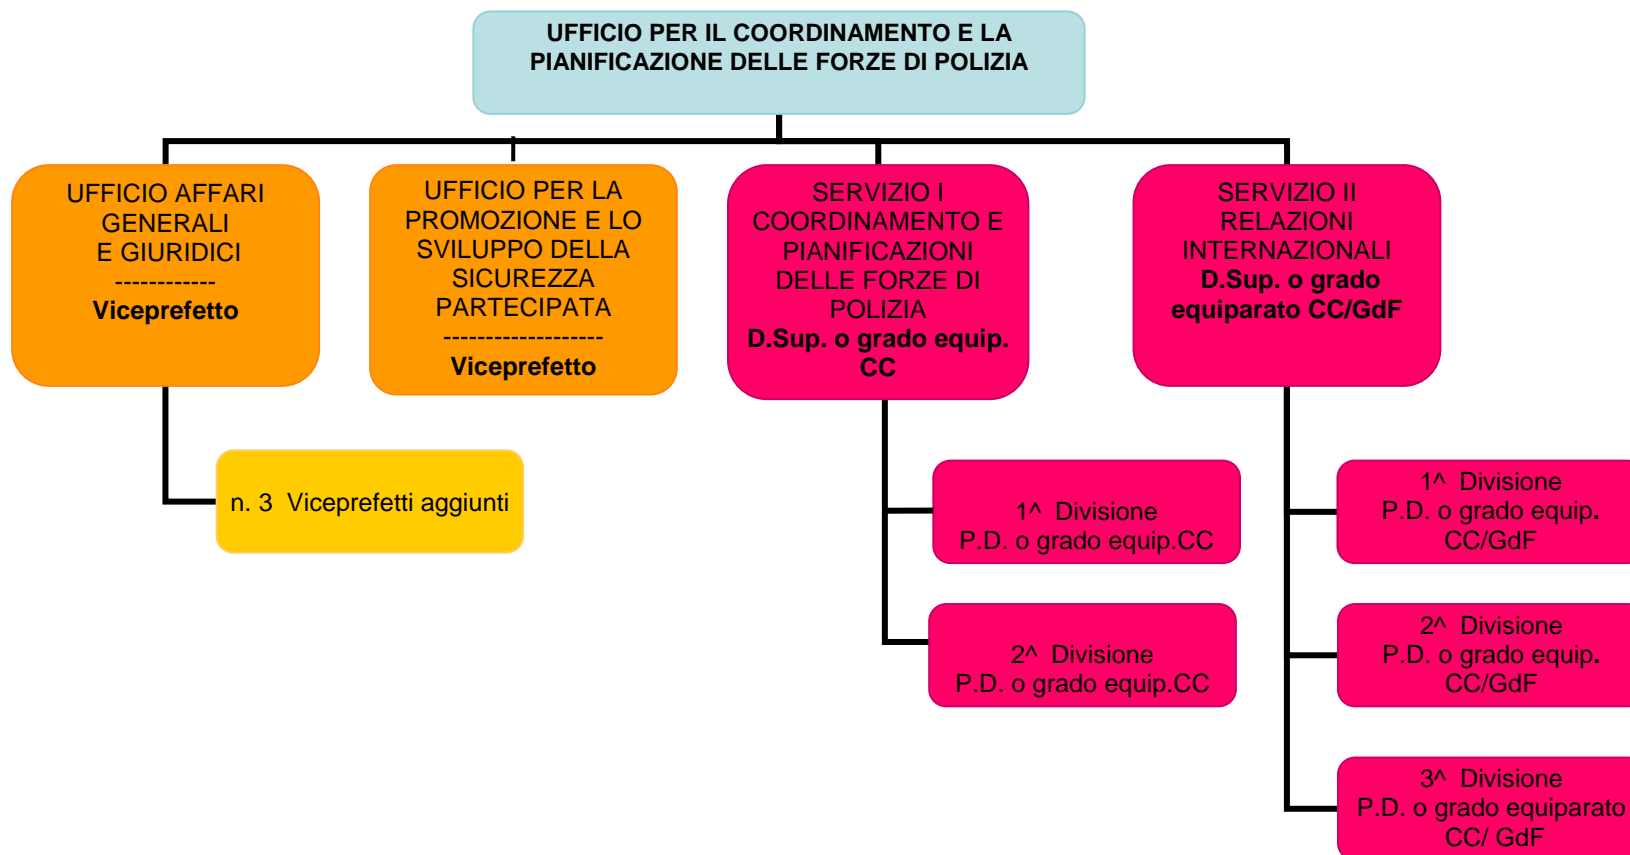 UFFICIO PER IL COORDINAMENTO E LA
PIANIFICAZIONE DELLE FORZE DI POLIZIA
UFFICIO AFFARI
GENERALI
E GIURIDICI
------------
Viceprefetto
UFFICIO PER LA
PROMOZIONE E LO
SVILUPPO DELLA
SICUREZZA
PARTECIPATA
-------------------
Viceprefetto
SERVIZIO I
COORDINAMENTO E
PIANIFICAZIONI
DELLE FORZE DI
POLIZIA
D.Sup. o grado equip.
CC
SERVIZIO II
RELAZIONI
INTERNAZIONALI
D.Sup. o grado
equiparato CC/GdF
n. 3  Viceprefetti aggiunti
1^  Divisione
P.D. o grado equip.CC
2^  Divisione
P.D. o grado equip.CC
1^  Divisione
P.D. o grado equip.
CC/GdF
2^  Divisione
P.D. o grado equip.
CC/GdF
3^  Divisione
P.D. o grado equiparato
CC/ GdF